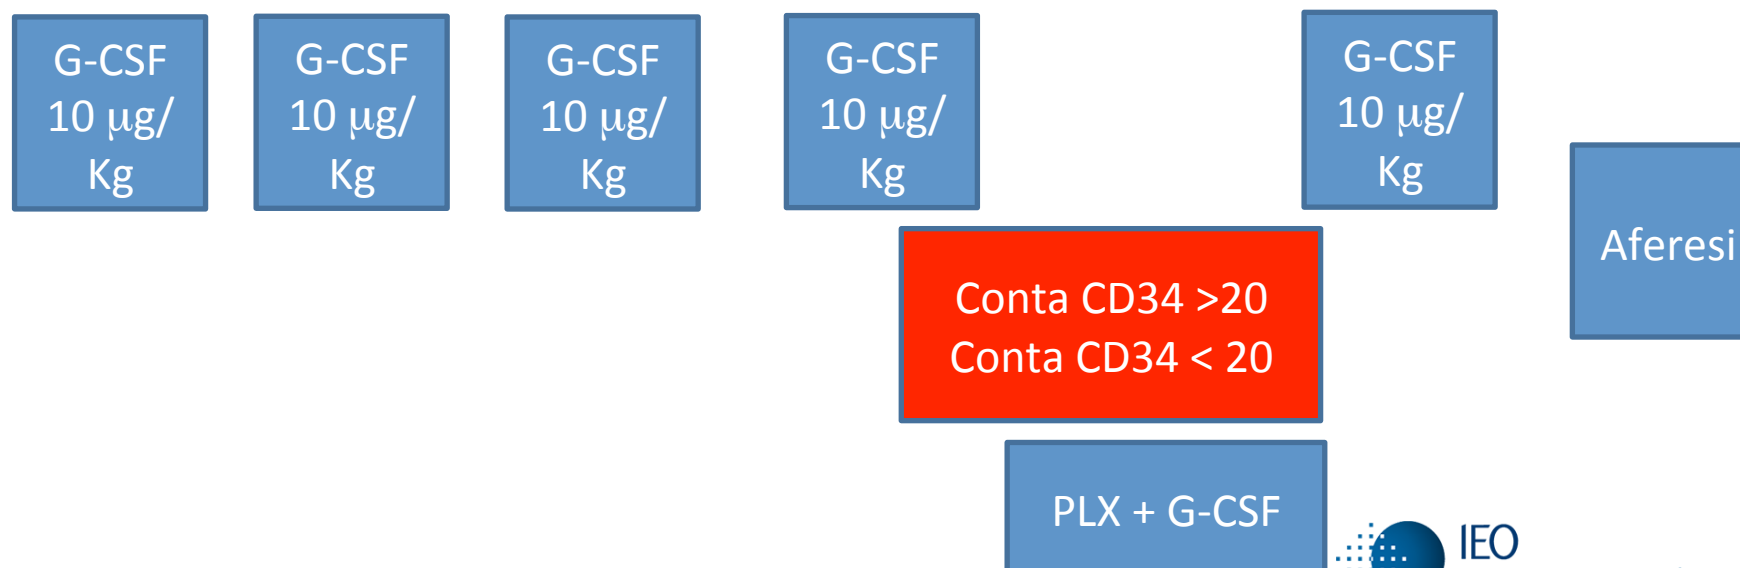 G-CSF
10 μg/
Kg
G-CSF
10 μg/
Kg
G-CSF
10 μg/
Kg
G-CSF
10 μg/
Kg
G-CSF
10 μg/
Kg
Aferesi
Conta CD34 >20
Conta CD34 < 20
PLX + G-CSF
IEO